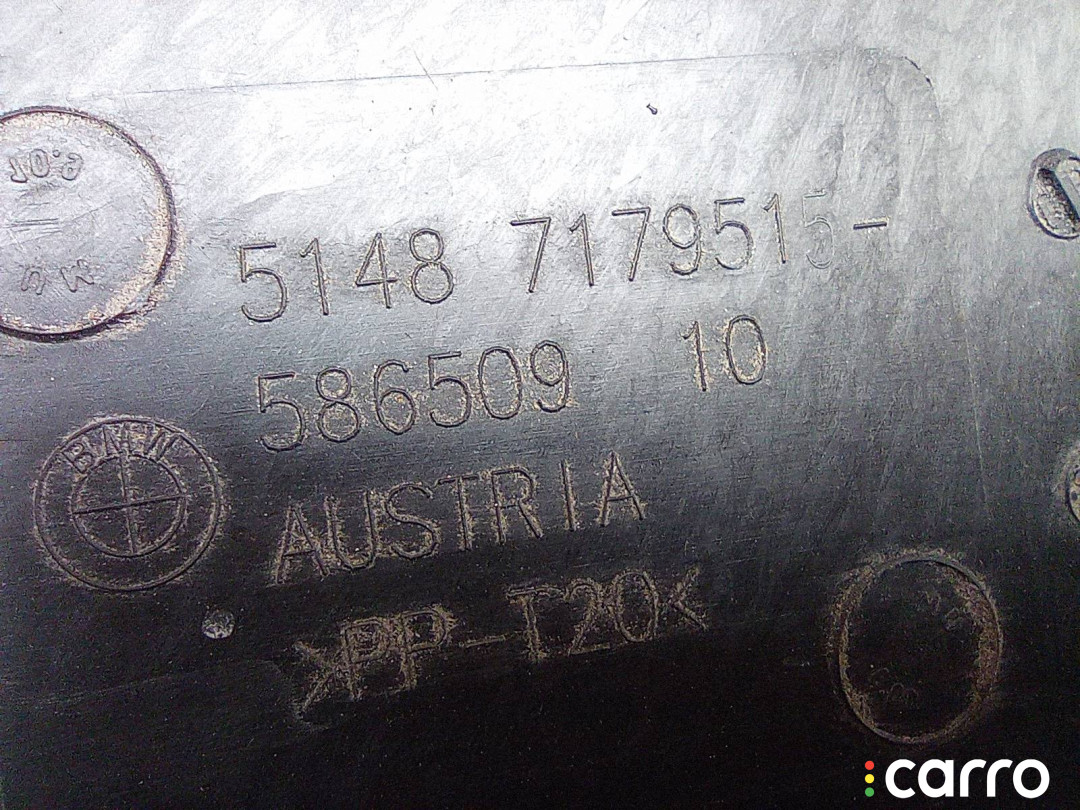 5148 7179515-
586509 10
BMW
AUSTRIA
>PP-T20<
carro